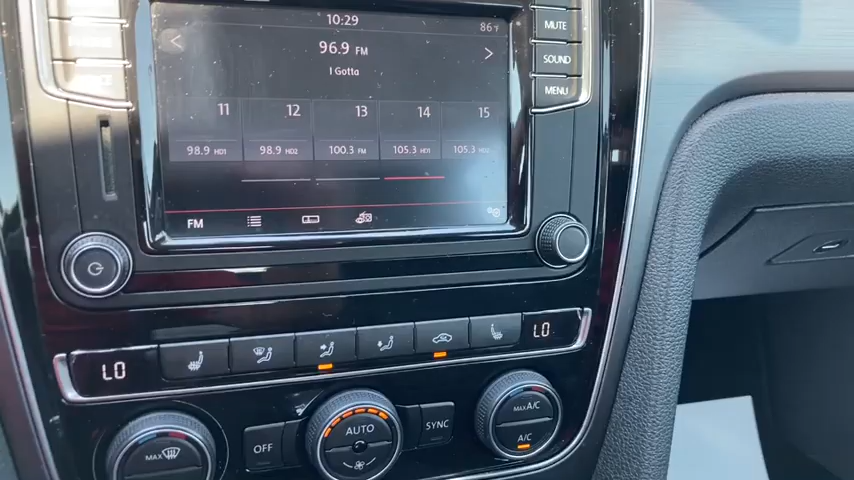 10:29
86°F
96.9 FM
I Gotta
11 12 13 14 15
98.9 HD1 98.9 HD2 100.3 FM 105.3 HD1 105.3
FM
MUTE
SOUND
MENU
LO
LO
MAX
OFF
AUTO
SYNC
MAX A/C
A/C